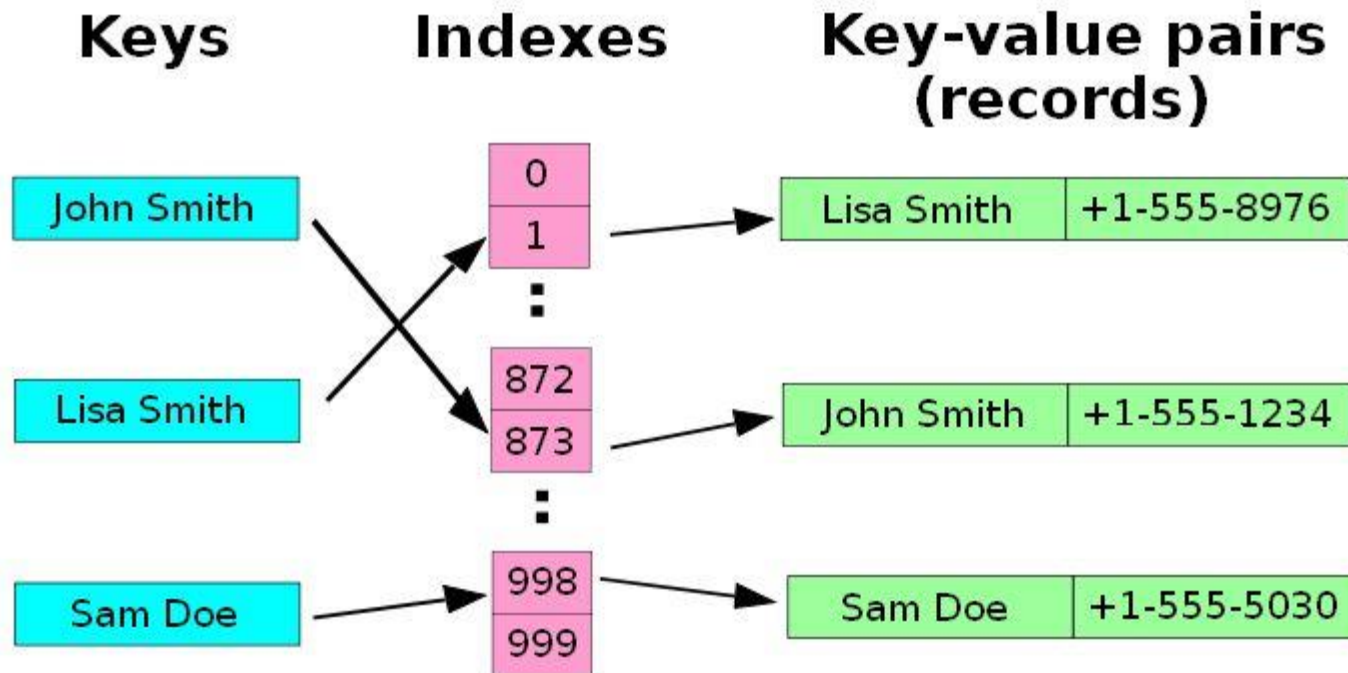 Keys
Indexes
Key-value pairs
(records)
John Smith
Lisa Smith
Sam Doe
0
1
:
872
873
:
998
999
Lisa Smith +1-555-8976
John Smith +1-555-1234
Sam Doe +1-555-5030